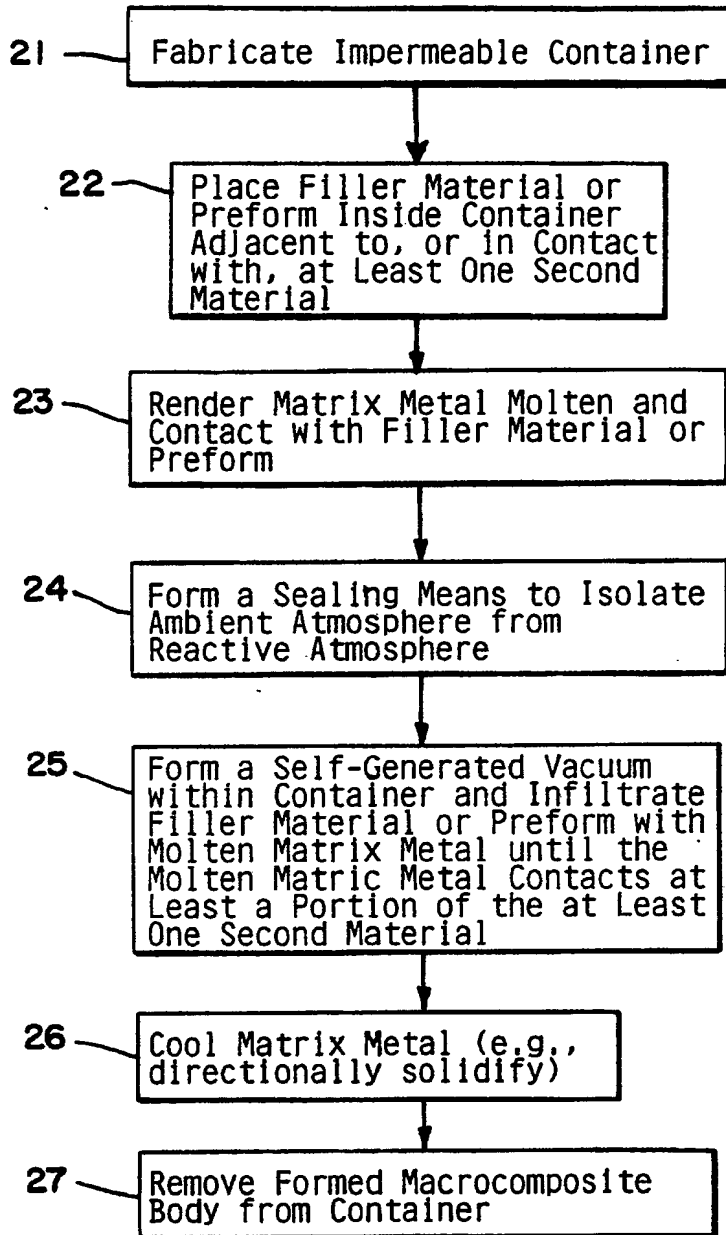 21
Fabricate Impermeable Container
22
Place Filler Material or
Preform Inside Container
Adjacent to, or in Contact
with, at Least One Second
Material
23
Render Matrix Metal Molten and
Contact with Filler Material or
Preform
24
Form a Sealing Means to Isolate
Ambient Atmosphere from
Reactive Atmosphere
25
Form a Self-Generated Vacuum
within Container and Infiltrate
Filler Material or Preform with
Molten Matrix Metal until the
Molten Matric Metal Contacts at
Least a Portion of the at Least
One Second Material
26
Cool Matrix Metal (e.g.,
directionally solidify)
27
Remove Formed Macrocomposite
Body from Container